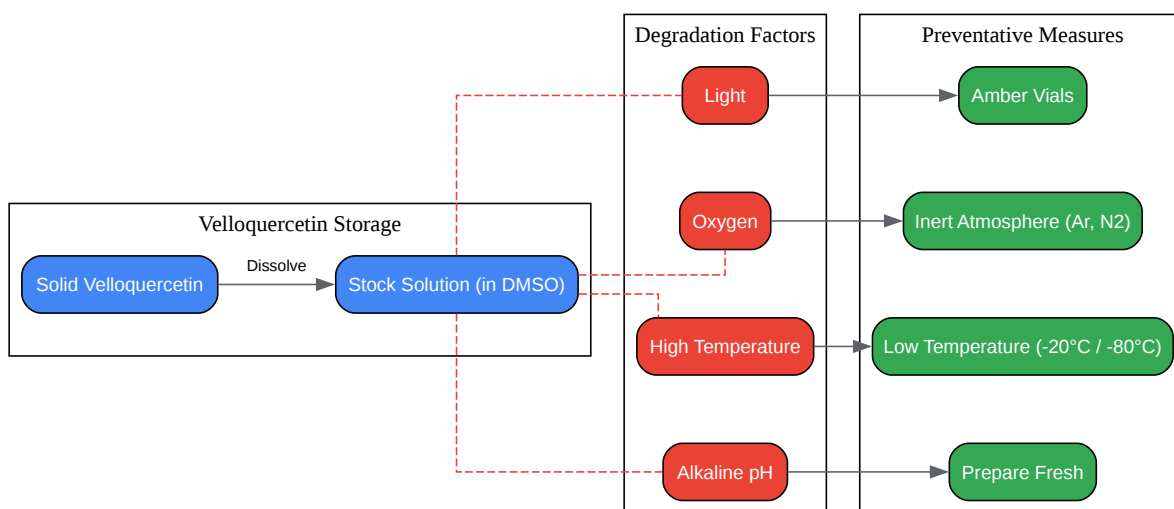 Degradation Factors
Preventative Measures
Light
Amber Vials
Velloquercetin Storage
Oxygen
Inert Atmosphere (Ar, N2)
Solid Velloquercetin
Dissolve
Stock Solution (in DMSO)
High Temperature
Low Temperature (-20°C / -80°C)
Alkaline pH
Prepare Fresh